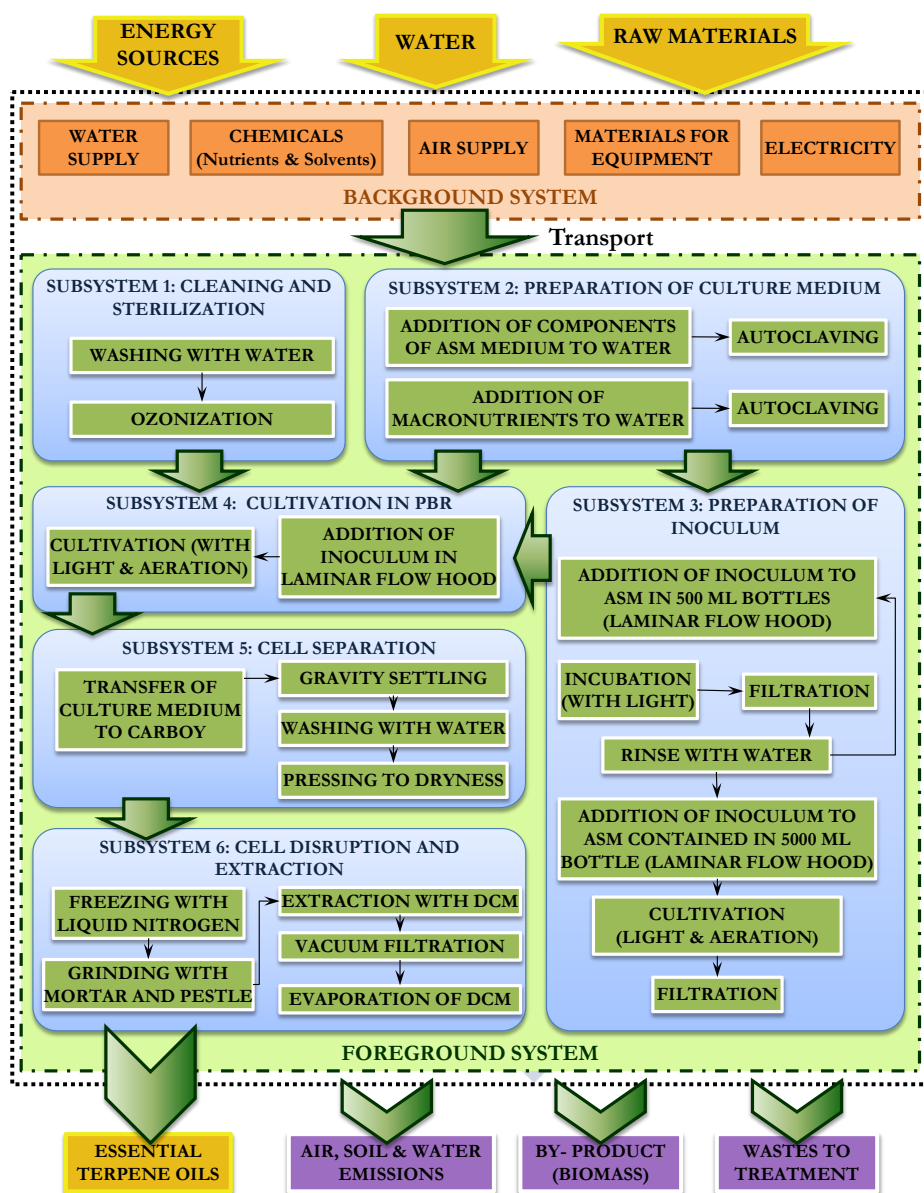 ENERGY
SOURCES
WATER
RAW MATERIALS
WATER
SUPPLY
CHEMICALS
(Nutrients & Solvents)
AIR SUPPLY
MATERIALS FOR
EQUIPMENT
ELECTRICITY
BACKGROUND SYSTEM
Transport
SUBSYSTEM 1: CLEANING AND
STERILIZATION
WASHING WITH WATER
OZONIZATION
SUBSYSTEM 2: PREPARATION OF CULTURE MEDIUM
ADDITION OF COMPONENTS
OF ASM MEDIUM TO WATER
AUTOCLAVING
ADDITION OF
MACRONUTRIENTS TO WATER
AUTOCLAVING
SUBSYSTEM 4: CULTIVATION IN PBR
CULTIVATION (WITH
LIGHT & AERATION)
ADDITION OF
INOCULUM IN
LAMINAR FLOW HOOD
SUBSYSTEM 3: PREPARATION OF
INOCULUM
ADDITION OF INOCULUM TO
ASM IN 500 ML BOTTLES
(LAMINAR FLOW HOOD)
INCUBATION
(WITH LIGHT)
FILTRATION
RINSE WITH WATER
ADDITION OF INOCULUM TO
ASM CONTAINED IN 5000 ML
BOTTLE (LAMINAR FLOW HOOD)
CULTIVATION
(LIGHT & AERATION)
FILTRATION
SUBSYSTEM 5: CELL SEPARATION
TRANSFER OF
CULTURE MEDIUM
TO CARBOY
GRAVITY SETTLING
WASHING WITH WATER
PRESSING TO DRYNESS
SUBSYSTEM 6: CELL DISRUPTION AND
EXTRACTION
FREEZING WITH
LIQUID NITROGEN
GRINDING WITH
MORTAR AND PESTLE
EXTRACTION WITH DCM
VACUUM FILTRATION
EVAPORATION OF DCM
FOREGROUND SYSTEM
ESSENTIAL
TERPENE OILS
AIR, SOIL & WATER
EMISSIONS
BY- PRODUCT
(BIOMASS)
WASTES TO
TREATMENT